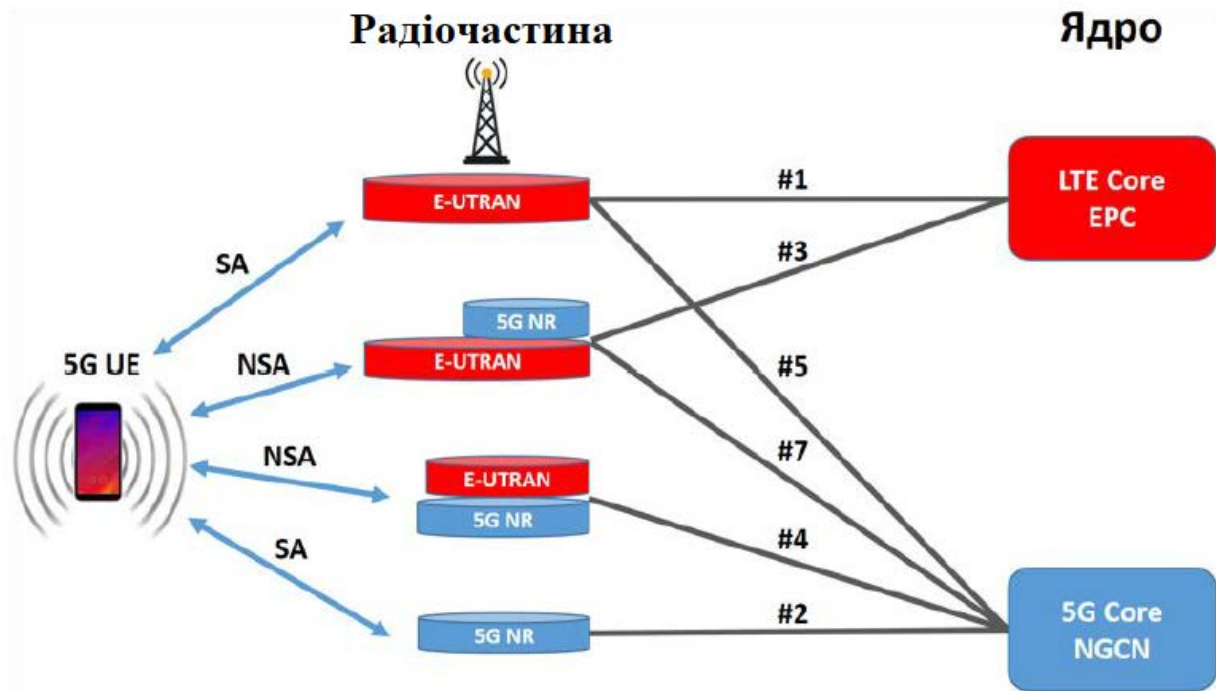 Радіочастина
Ядро
E-UTRAN
#1
LTE Core
EPC
SA
#3
5G NR
5G UE
NSA
E-UTRAN
#5
#7
NSA
E-UTRAN
5G NR
#4
SA
5G NR
#2
5G Core
NGCN